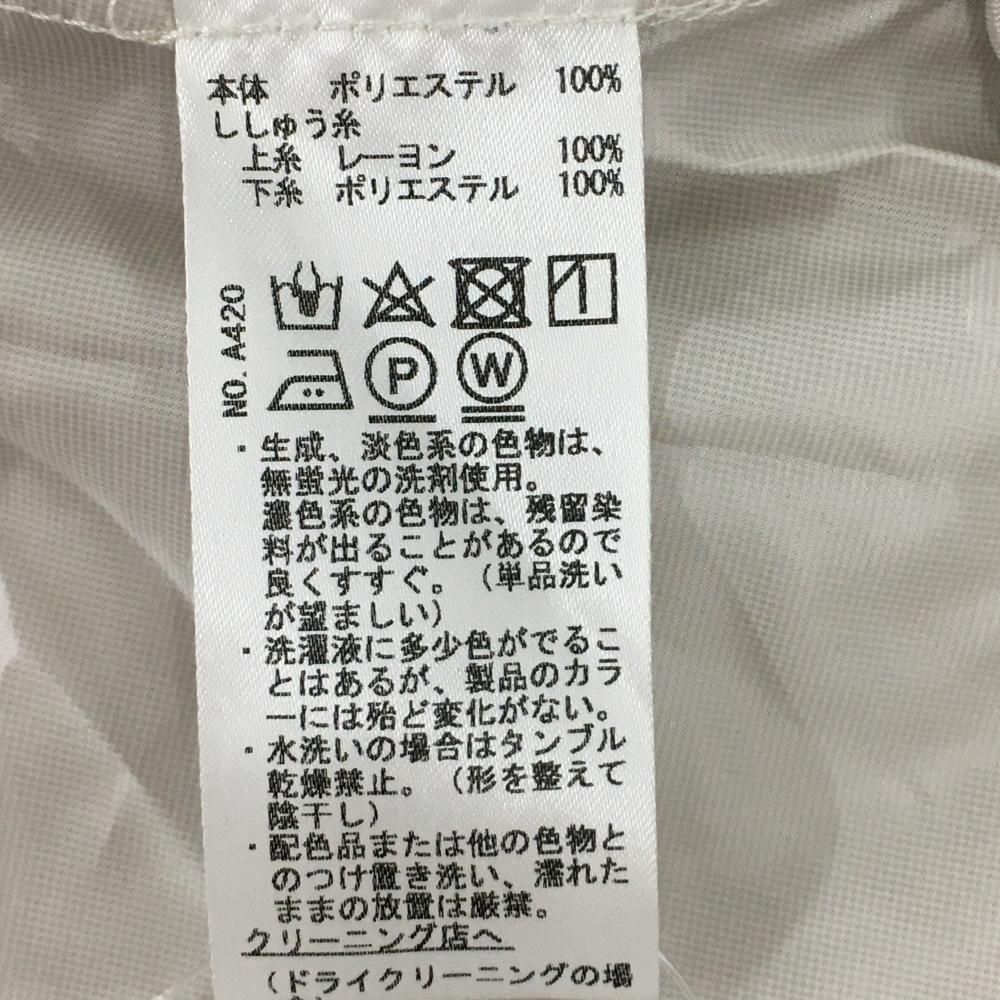 本体 ポリエステル 100%
ししゅう糸
上糸 レーヨン 100%
下糸 ポリエステル 100%
NO. A420
P W
・生成、淡色系の色物は、
無蛍光の洗剤使用。
濃色系の色物は、残留染
料が出ることがあるので
良くすすぐ。(単品洗い
が望ましい)
・洗濯液に多少色がでるこ
とはあるが、製品のカラ
ーには殆ど変化がない。
・水洗いの場合はタンブル
乾燥禁止。(形を整えて
陰干し)
・配色品または他の色物と
のつけ置き洗い、濡れた
ままの放置は厳禁。
クリーニング店へ
(ドライクリーニングの場